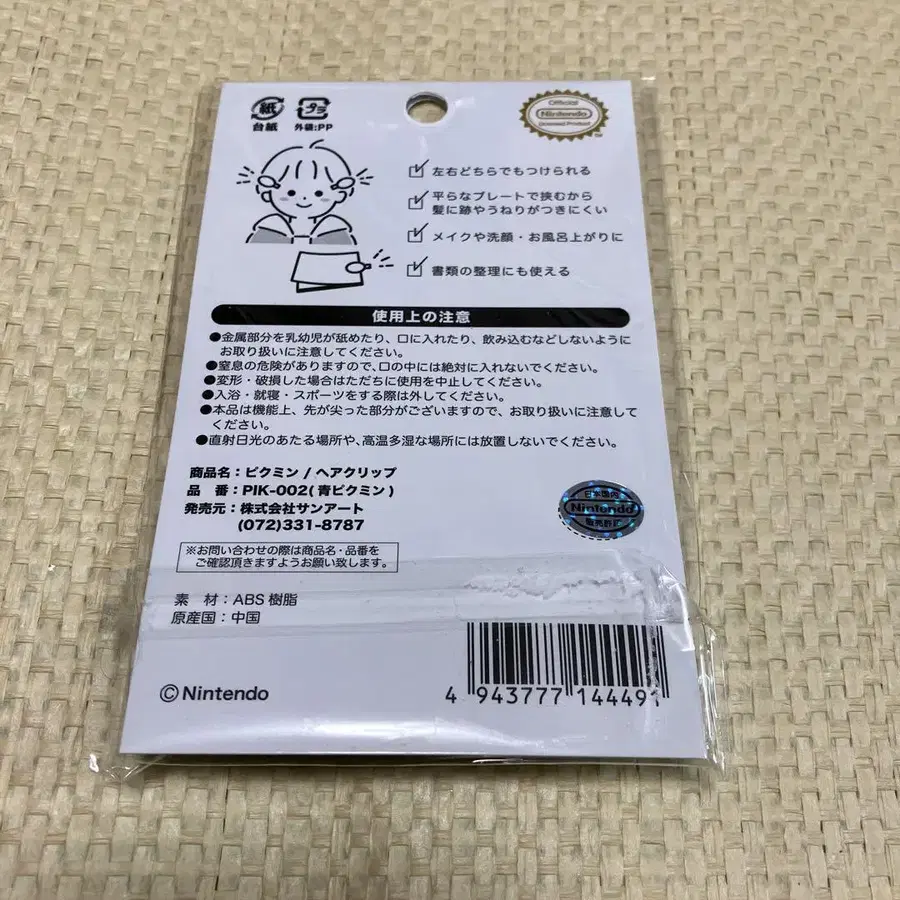 紙
台紙
プラ
外袋:PP
Official
Nintendo
Licensed Product
TM
左右どちらでもつけられる
平らなプレートで挟むから
髪に跡やうねりがつきにくい
メイクや洗顔・お風呂上がりに
書類の整理にも使える
使用上の注意
●金属部分を乳幼児が舐めたり、口に入れたり、飲み込むなどしないように
お取り扱いに注意してください。
●窒息の危険がありますので、口の中には絶対に入れないでください。
●変形・破損した場合はただちに使用を中止してください。
●入浴・就寝・スポーツをする際は外してください。
●本品は機能上、先が尖った部分がございますので、お取り扱いに注意して
ください。
●直射日光のあたる場所や、高温多湿な場所には放置しないでください。
商品名：ピクミン / ヘアクリップ
品　番：PIK-002(青ピクミン)
発売元：株式会社サンアート
(072)331-8787
※お問い合わせの際は商品名・品番を
ご確認頂きますようお願い致します。
日本国内
Nintendo
販売許諾
素　材：ABS 樹脂
原産国：中国
©Nintendo
4 943777 144491